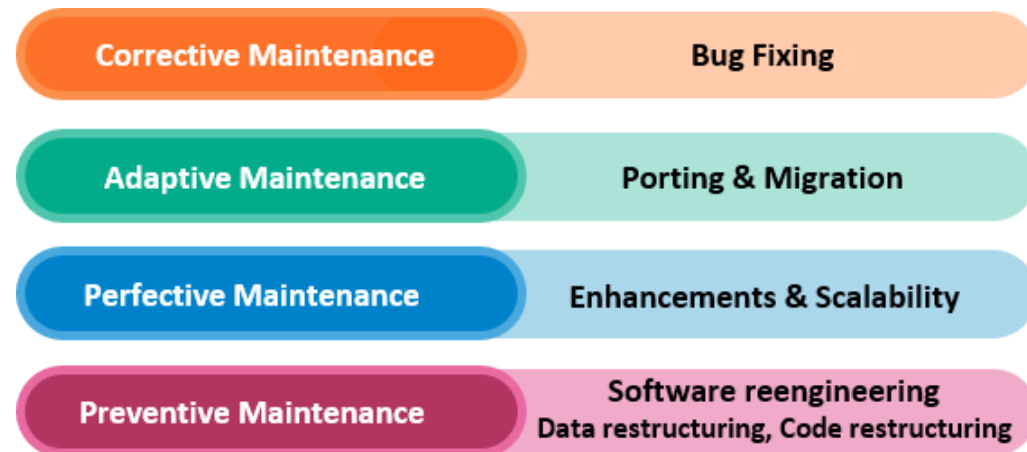 Corrective Maintenance
Bug Fixing
Adaptive Maintenance
Porting & Migration
Perfective Maintenance
Enhancements & Scalability
Preventive Maintenance
Software reengineering
Data restructuring, Code restructuring